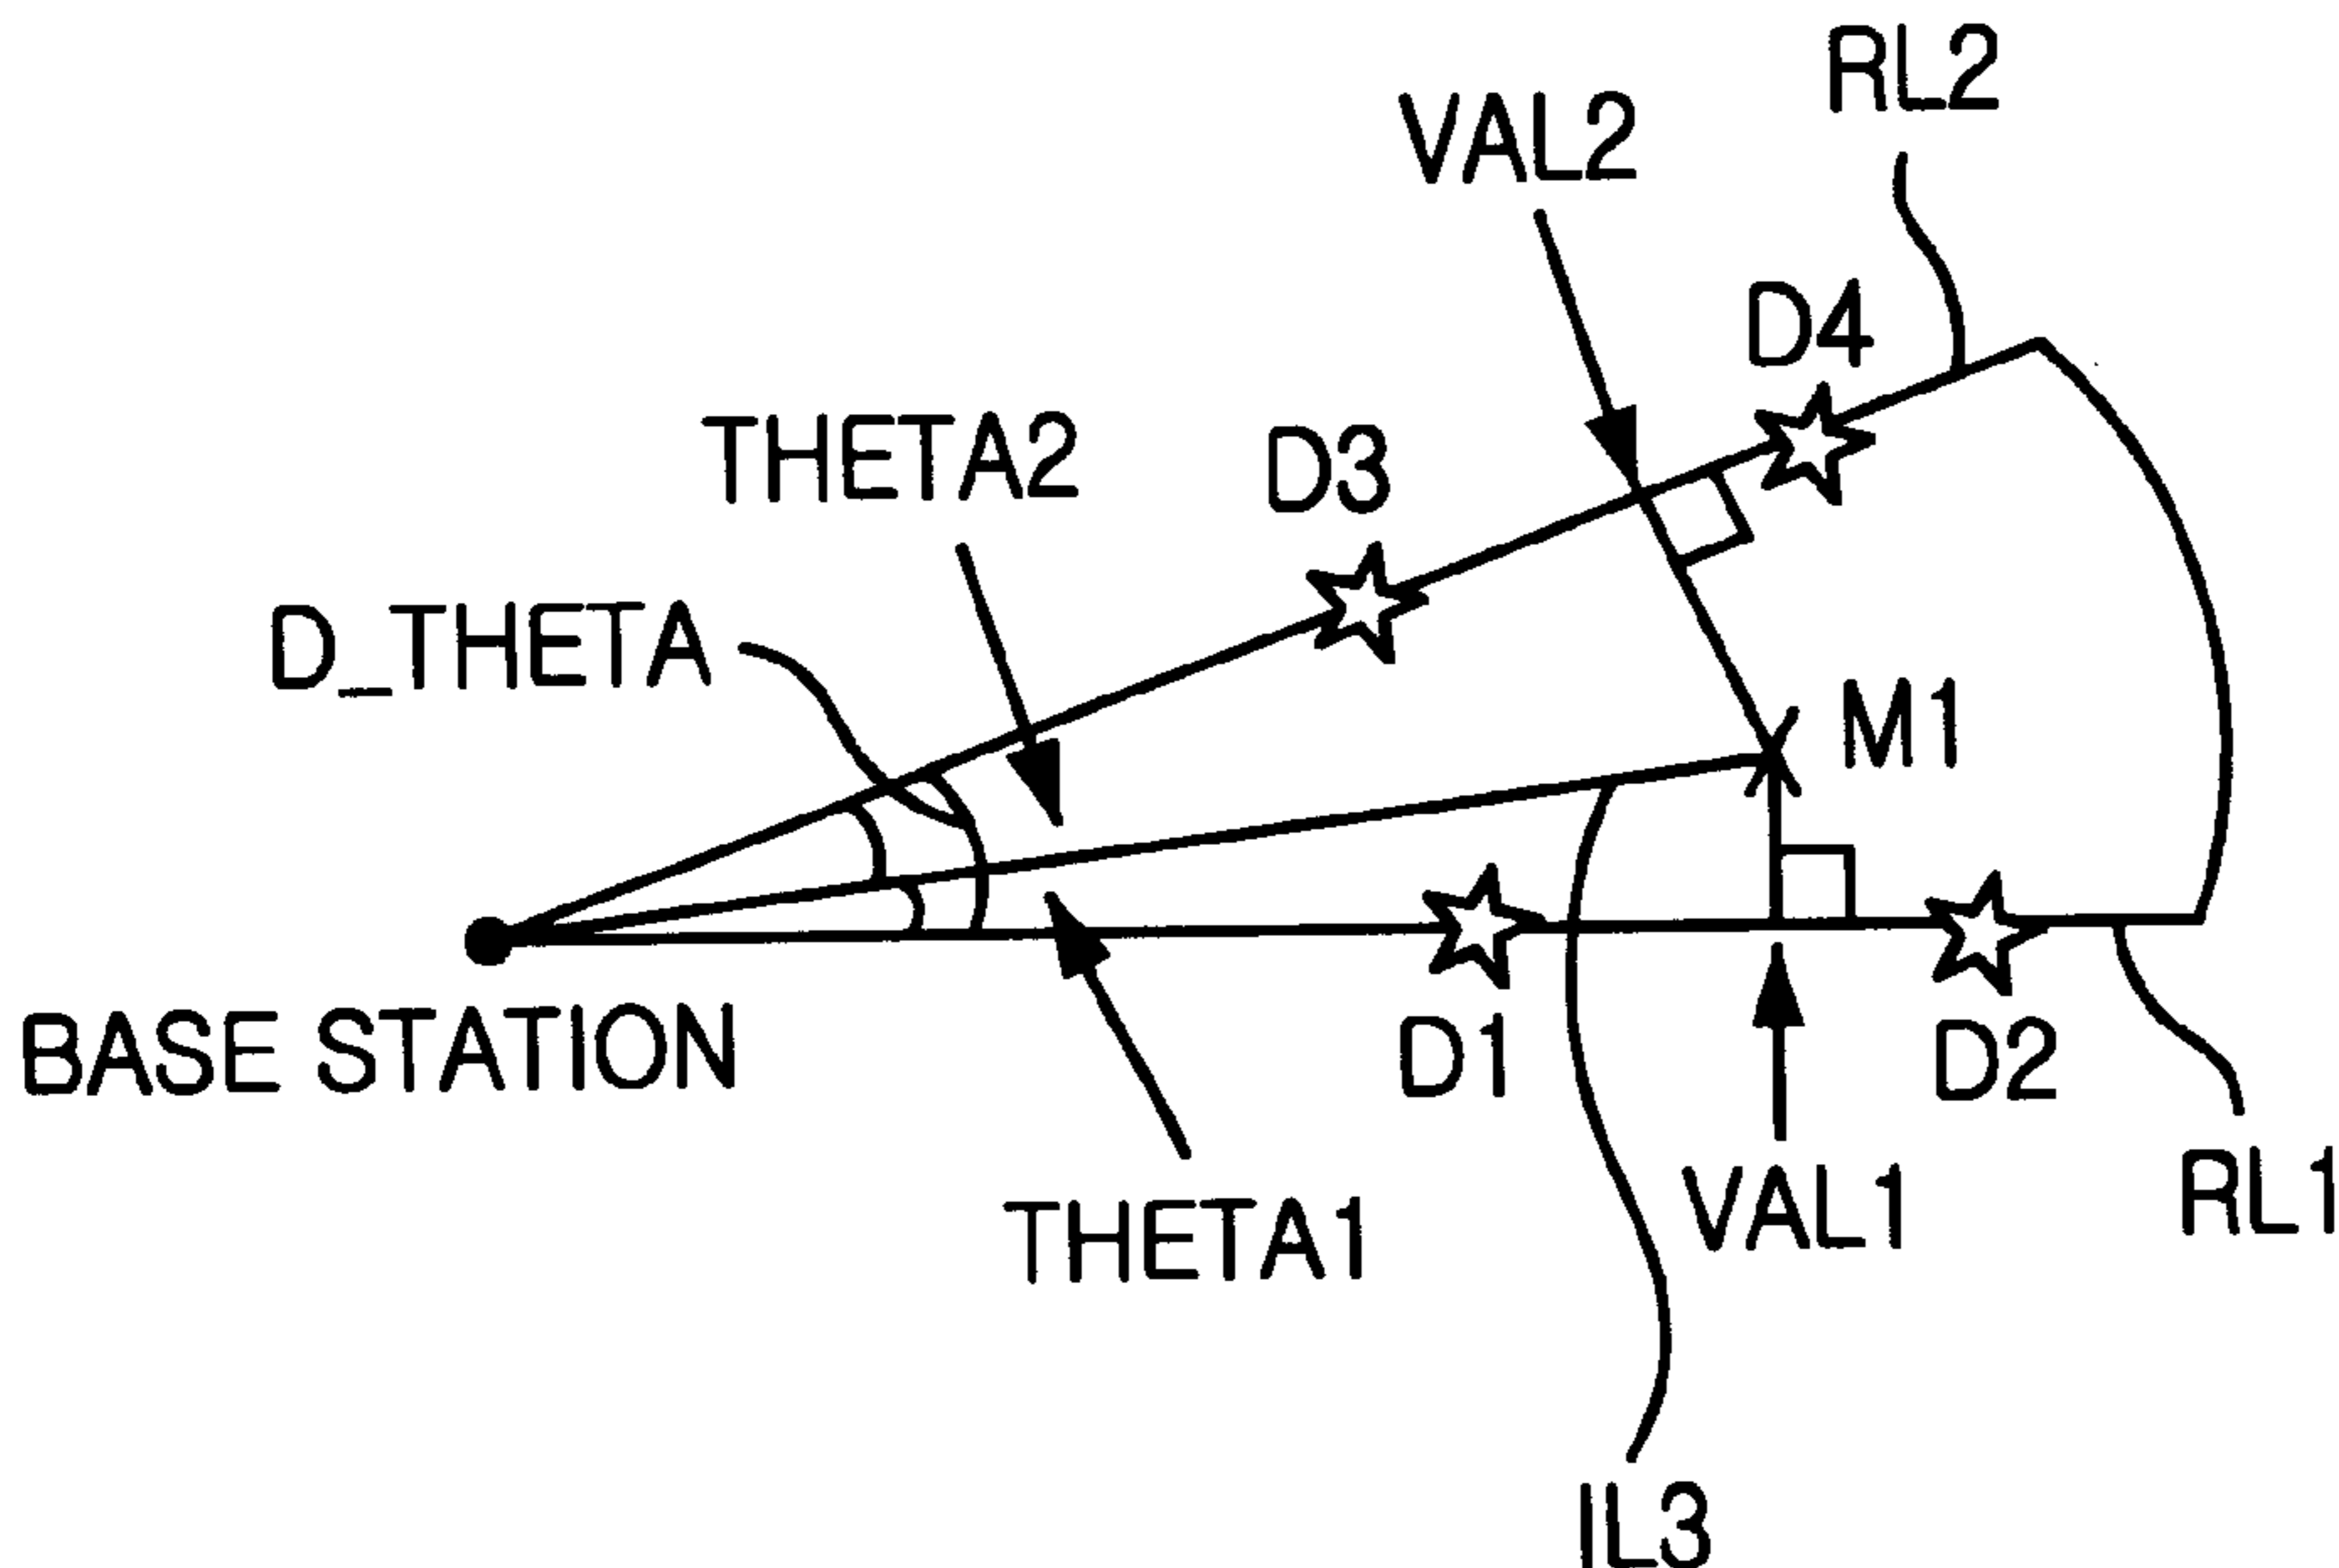 RL2
VAL2
D4
THETA2
D3
D_THETA
M1
BASE STATION
D1
D2
VAL1
RL1
THETA1
IL3